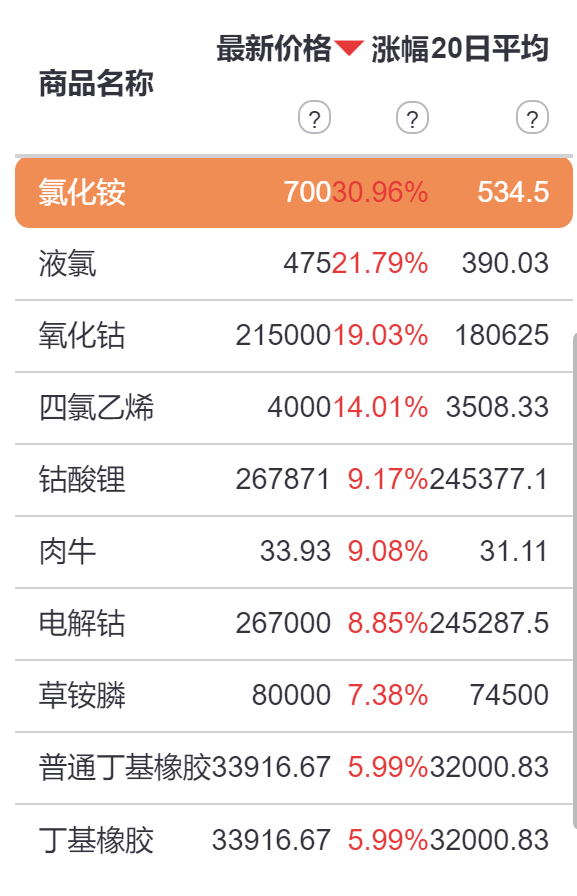 商品名称 最新价格 涨幅 20日平均
? ? ?
氯化铵 700 30.96% 534.5
液氯 475 21.79% 390.03
氧化钴 215000 19.03% 180625
四氯乙烯 4000 14.01% 3508.33
钴酸锂 267871 9.17% 245377.1
肉牛 33.93 9.08% 31.11
电解钴 267000 8.85% 245287.5
草铵膦 80000 7.38% 74500
普通丁基橡胶 33916.67 5.99% 32000.83
丁基橡胶 33916.67 5.99% 32000.83